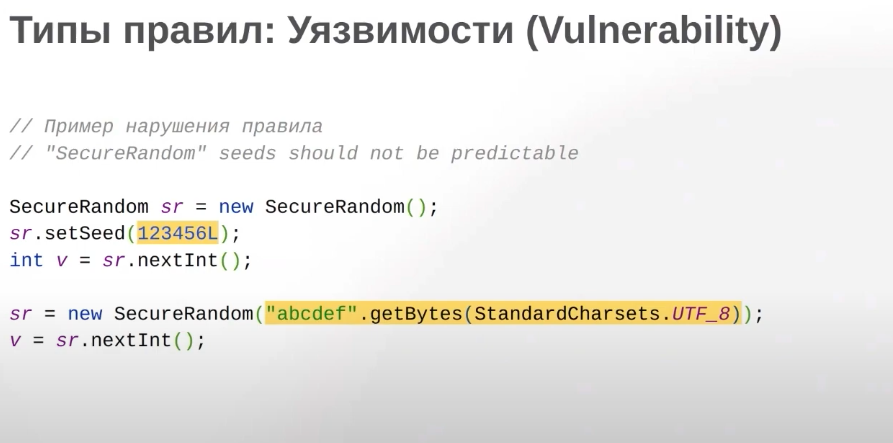 Типы правил: Уязвимости (Vulnerability)
// Пример нарушения правила
// "SecureRandom" seeds should not be predictable
SecureRandom sr = new SecureRandom();
sr.setSeed(123456L);
int v = sr.nextInt();
sr = new SecureRandom("abcdef".getBytes(StandardCharsets.UTF_8));
v = sr.nextInt();